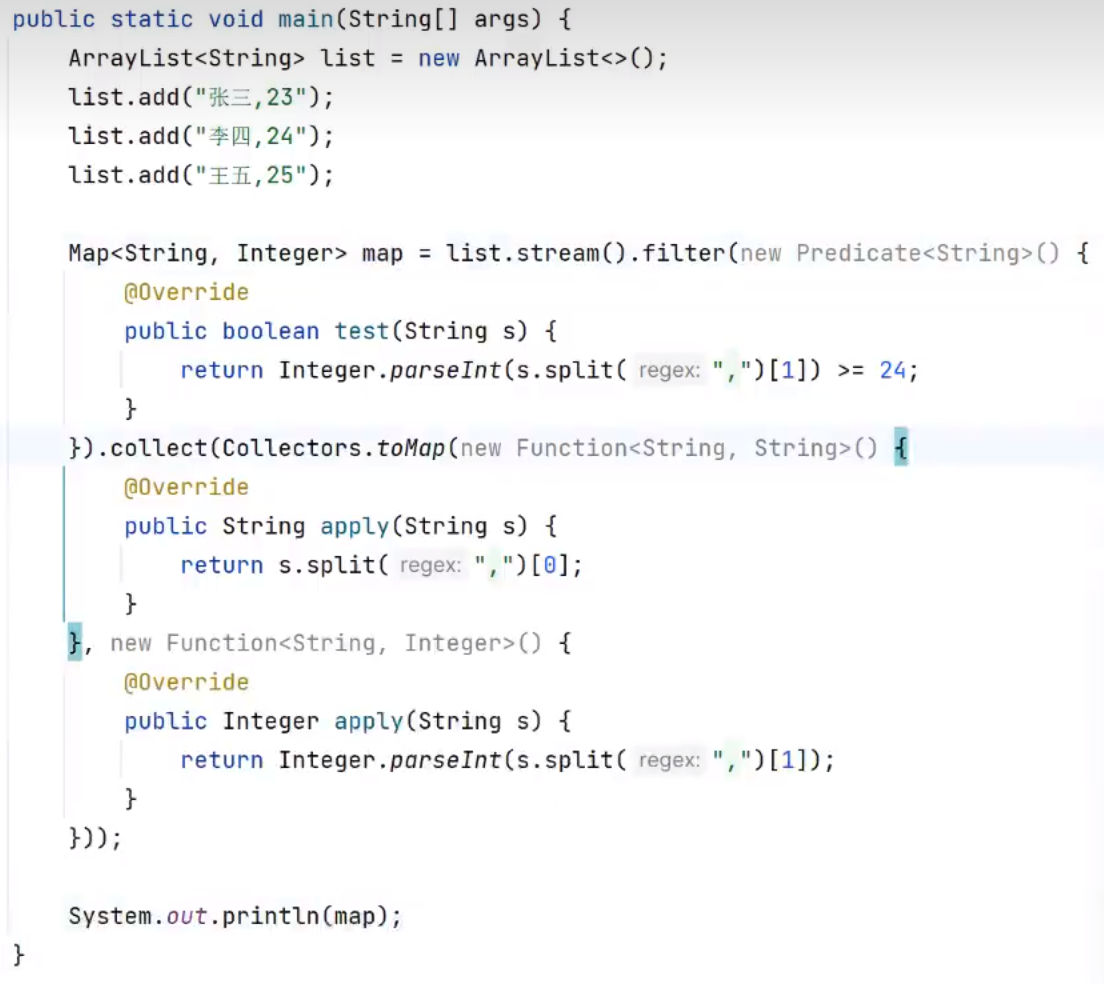 public static void main(String[] args) {
    ArrayList<String> list = new ArrayList<>();
    list.add("张三,23");
    list.add("李四,24");
    list.add("王五,25");

    Map<String, Integer> map = list.stream().filter(new Predicate<String>() {
        @Override
        public boolean test(String s) {
            return Integer.parseInt(s.split( regex: ",")[1]) >= 24;
        }
    }).collect(Collectors.toMap(new Function<String, String>() {
        @Override
        public String apply(String s) {
            return s.split( regex: ",")[0];
        }
    }, new Function<String, Integer>() {
        @Override
        public Integer apply(String s) {
            return Integer.parseInt(s.split( regex: ",")[1]);
        }
    }));

    System.out.println(map);
}